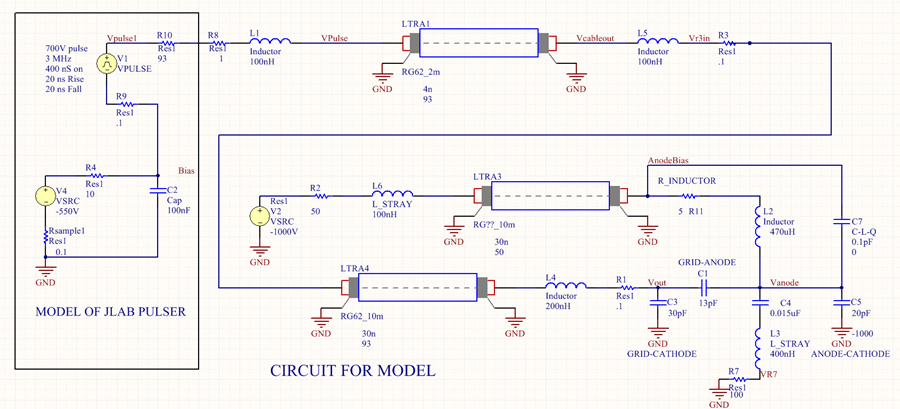 700V pulse
3 MHz
400 nS on
20 ns Rise
20 ns Fall
Vpulse1
V1
VPULSE
R10
Res1
93
R8
Res1
1
L1
Inductor
100nH
VPulse
LTRA1
RG62_2m
4n
93
GND
GND
Vcableout
L5
Inductor
100nH
Vr3in
R3
Res1
.1
R9
Res1
.1
R4
Res1
10
Bias
C2
Cap
100nF
V4
VSRC
-550V
Rsample1
Res1
0.1
GND
MODEL OF JLAB PULSER
Res1
V2
VSRC
-1000V
GND
R2
50
L6
L_STRAY
100nH
LTRA3
RG??_10m
30n
50
GND
GND
AnodeBias
R_INDUCTOR
5 R11
L2
Inductor
470uH
C7
C-L-Q
0.1pF
0
LTRA4
RG62_10m
30n
93
GND
GND
L4
Inductor
200nH
R1
Res1
.1
Vout
C3
30pF
GND
GRID-CATHODE
GRID-ANODE
C1
13pF
Vanode
C4
0.015uF
L3
L_STRAY
400nH
VR7
R7
Res1
100
GND
C5
20pF
-1000
GND
ANODE-CATHODE
CIRCUIT FOR MODEL